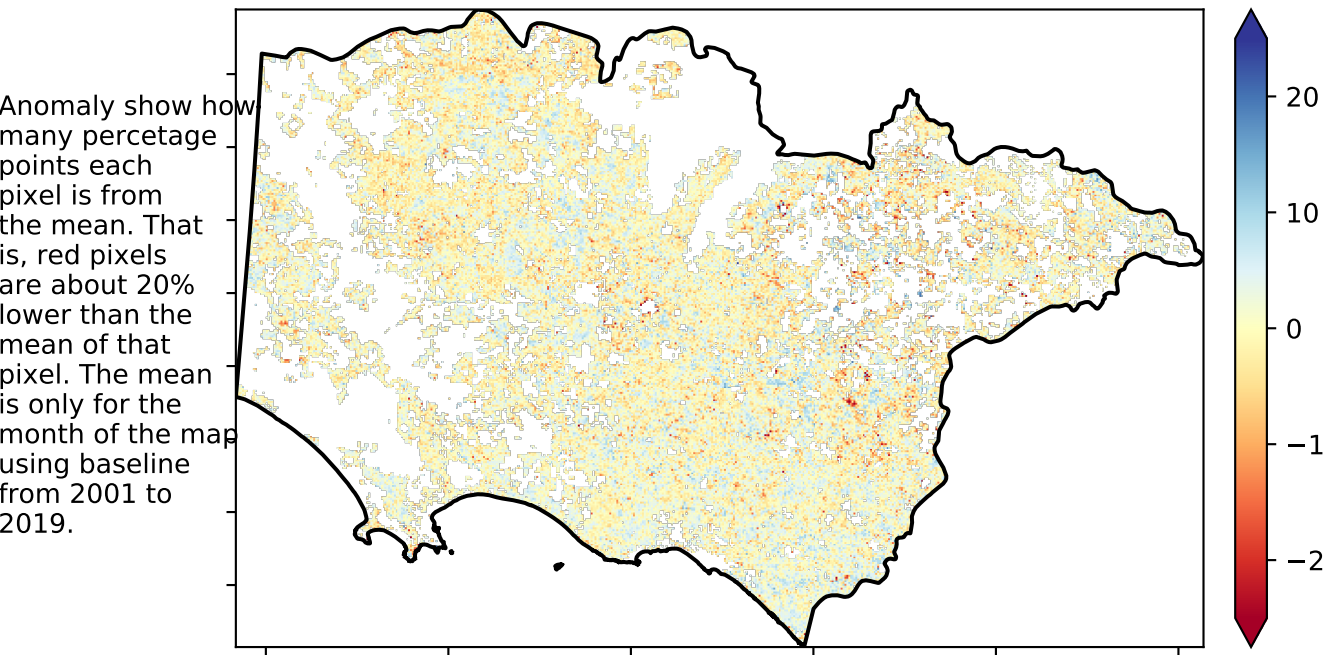 Anomaly show how
many percetage
points each
pixel is from
the mean. That
is, red pixels
are about 20%
lower than the
mean of that
pixel. The mean
is only for the
month of the map
using baseline
from 2001 to
2019.
20
10
0
−1
−2